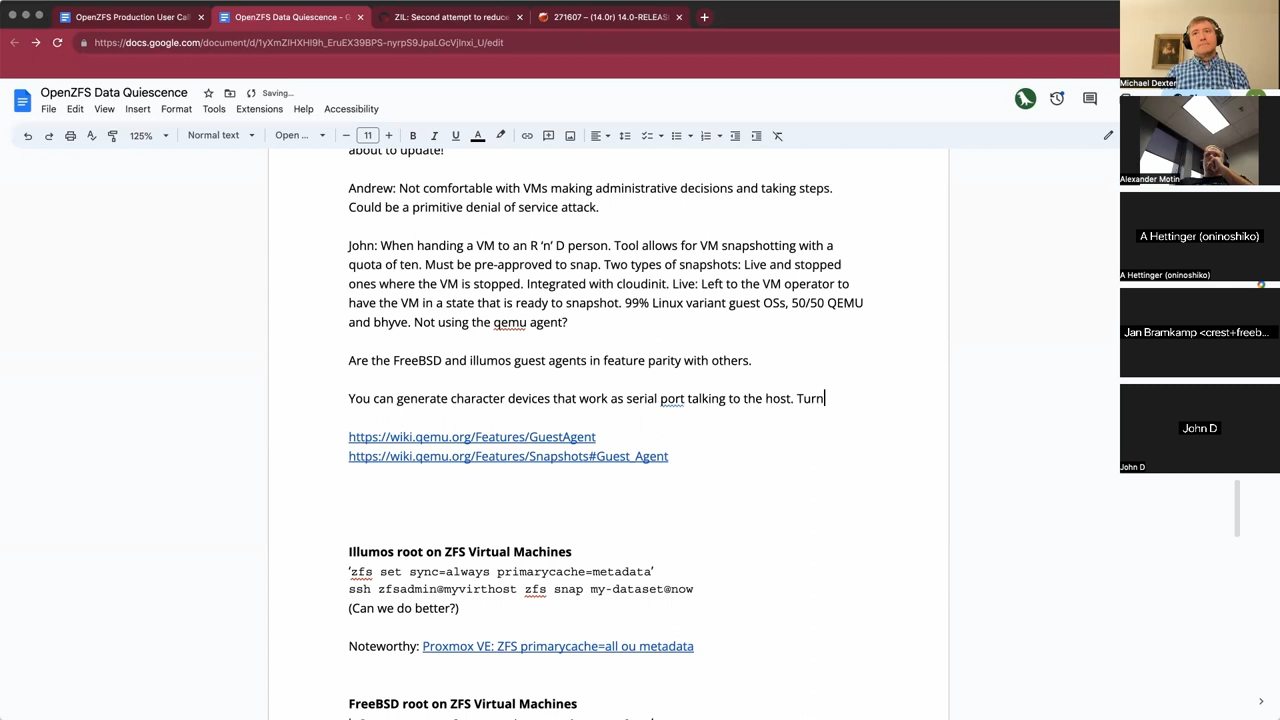 OpenZFS Production User Cal
OpenZFS Data Quiescence - G
ZIL: Second attempt to reduc
271607 – (14.0r) 14.0-RELEAS
https://docs.google.com/document/d/1yXmZIHXHI9h_EruEX39BPS-nyrpS9JpaLGcVjlnxi_U/edit
OpenZFS Data Quiescence
Saving...
File Edit View Insert Format Tools Extensions Help Accessibility
125% Normal text Open ... 11 B I U A
about to update!
Andrew: Not comfortable with VMs making administrative decisions and taking steps.
Could be a primitive denial of service attack.
John: When handing a VM to an R ‘n’ D person. Tool allows for VM snapshotting with a
quota of ten. Must be pre-approved to snap. Two types of snapshots: Live and stopped
ones where the VM is stopped. Integrated with cloudinit. Live: Left to the VM operator to
have the VM in a state that is ready to snapshot. 99% Linux variant guest OSs, 50/50 QEMU
and bhyve. Not using the qemu agent?
Are the FreeBSD and illumos guest agents in feature parity with others.
You can generate character devices that work as serial port talking to the host. Turn
https://wiki.qemu.org/Features/GuestAgent
https://wiki.qemu.org/Features/Snapshots#Guest_Agent
Illumos root on ZFS Virtual Machines
‘zfs set sync=always primarycache=metadata’
ssh zfsadmin@myvirthost zfs snap my-dataset@now
(Can we do better?)
Noteworthy: Proxmox VE: ZFS primarycache=all ou metadata
FreeBSD root on ZFS Virtual Machines
Michael Dexter
Alexander Motin
A Hettinger (oninoshiko)
A Hettinger (oninoshiko)
Jan Bramkamp <crest+freeb...
John D
John D